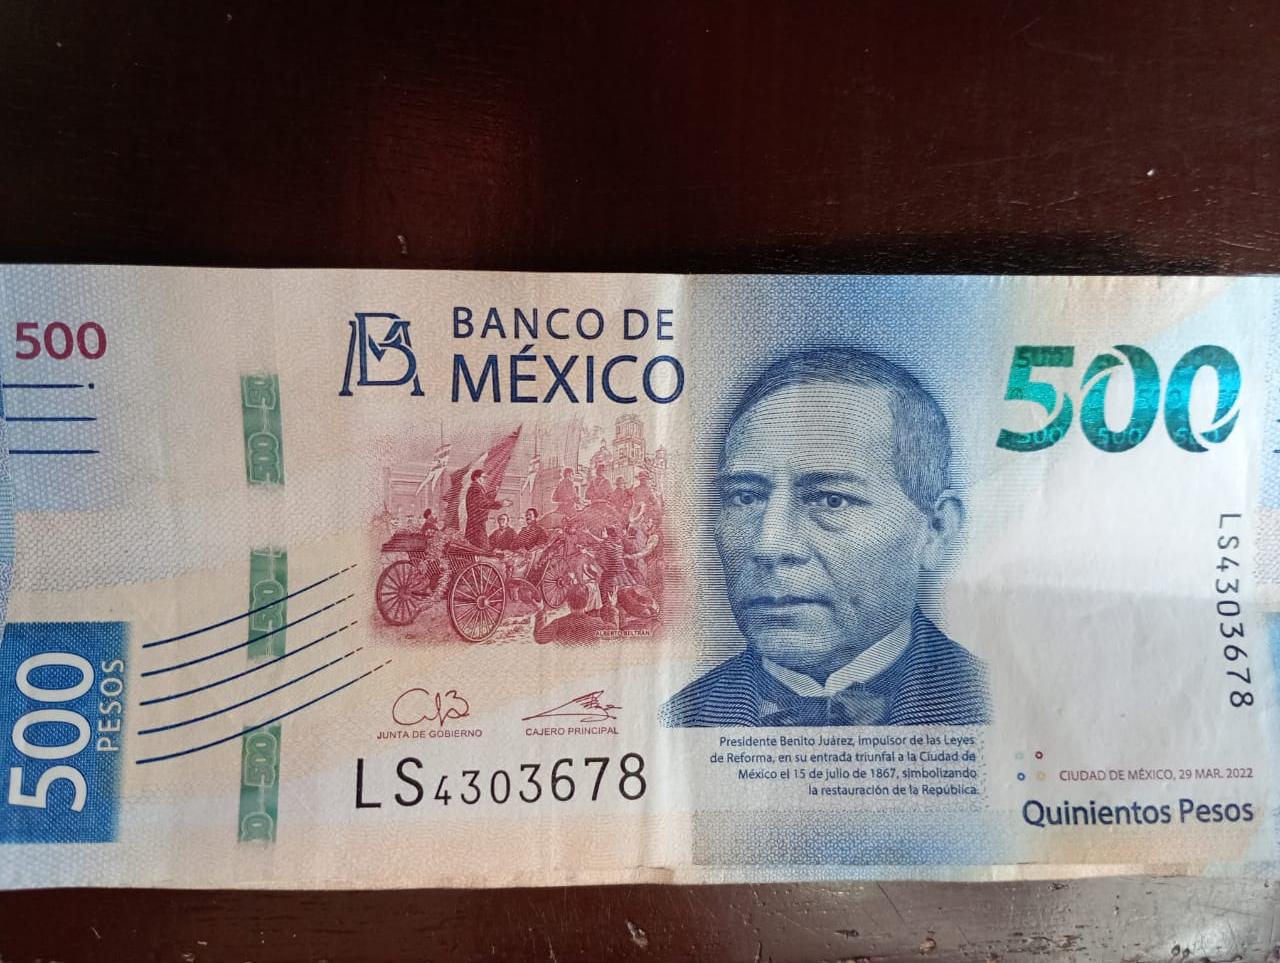 500
BANCO DE
MÉXICO
500
500 PESOS
ALBERTO BELTRÁN
JUNTA DE GOBIERNO
CAJERO PRINCIPAL
LS4303678
Presidente Benito Juárez, impulsor de las Leyes
de Reforma, en su entrada triunfal a la Ciudad de
México el 15 de julio de 1867, simbolizando
la restauración de la República.
LS4303678
CIUDAD DE MÉXICO, 29 MAR. 2022
Quinientos Pesos